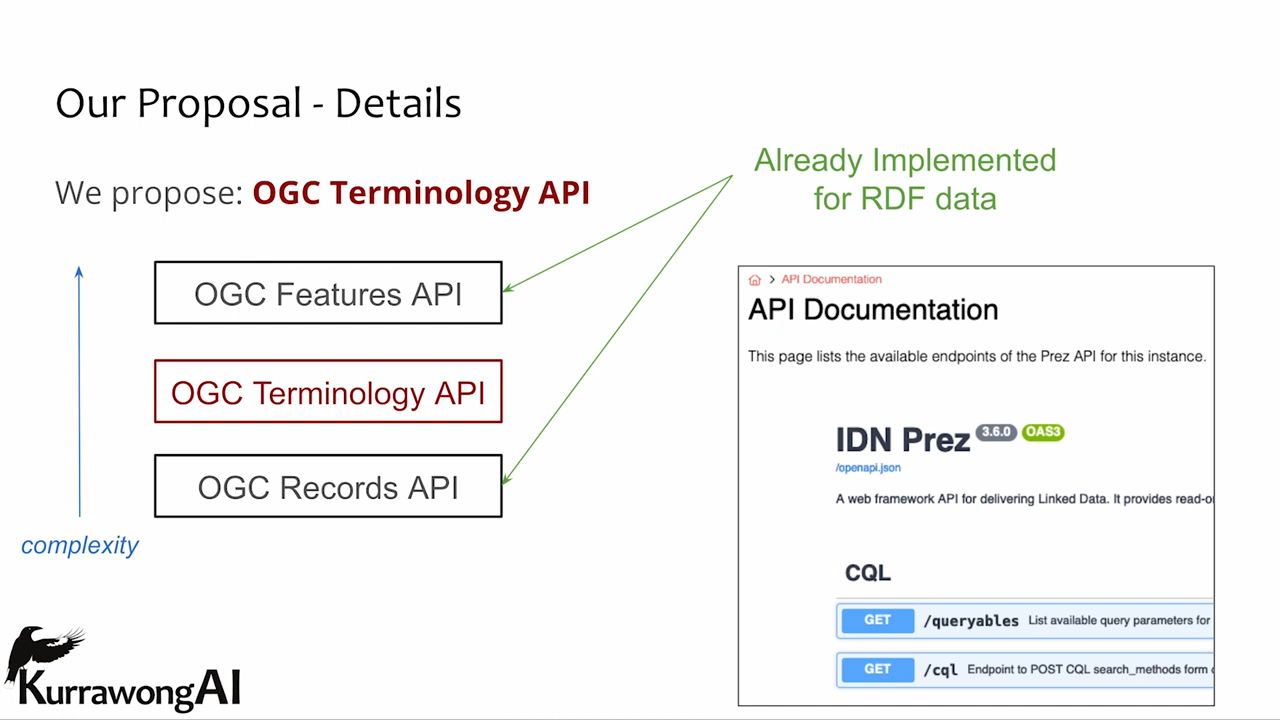 Our Proposal - Details
We propose: OGC Terminology API
Already Implemented
for RDF data
OGC Features API
OGC Terminology API
OGC Records API
complexity
API Documentation
API Documentation
This page lists the available endpoints of the Prez API for this instance.
IDN Prez 3.6.0 OAS3
/openapi.json
A web framework API for delivering Linked Data. It provides
CQL
GET /queryables List available query parameters for
GET /cql Endpoint to POST CQL search_methods form
KurrawongAI